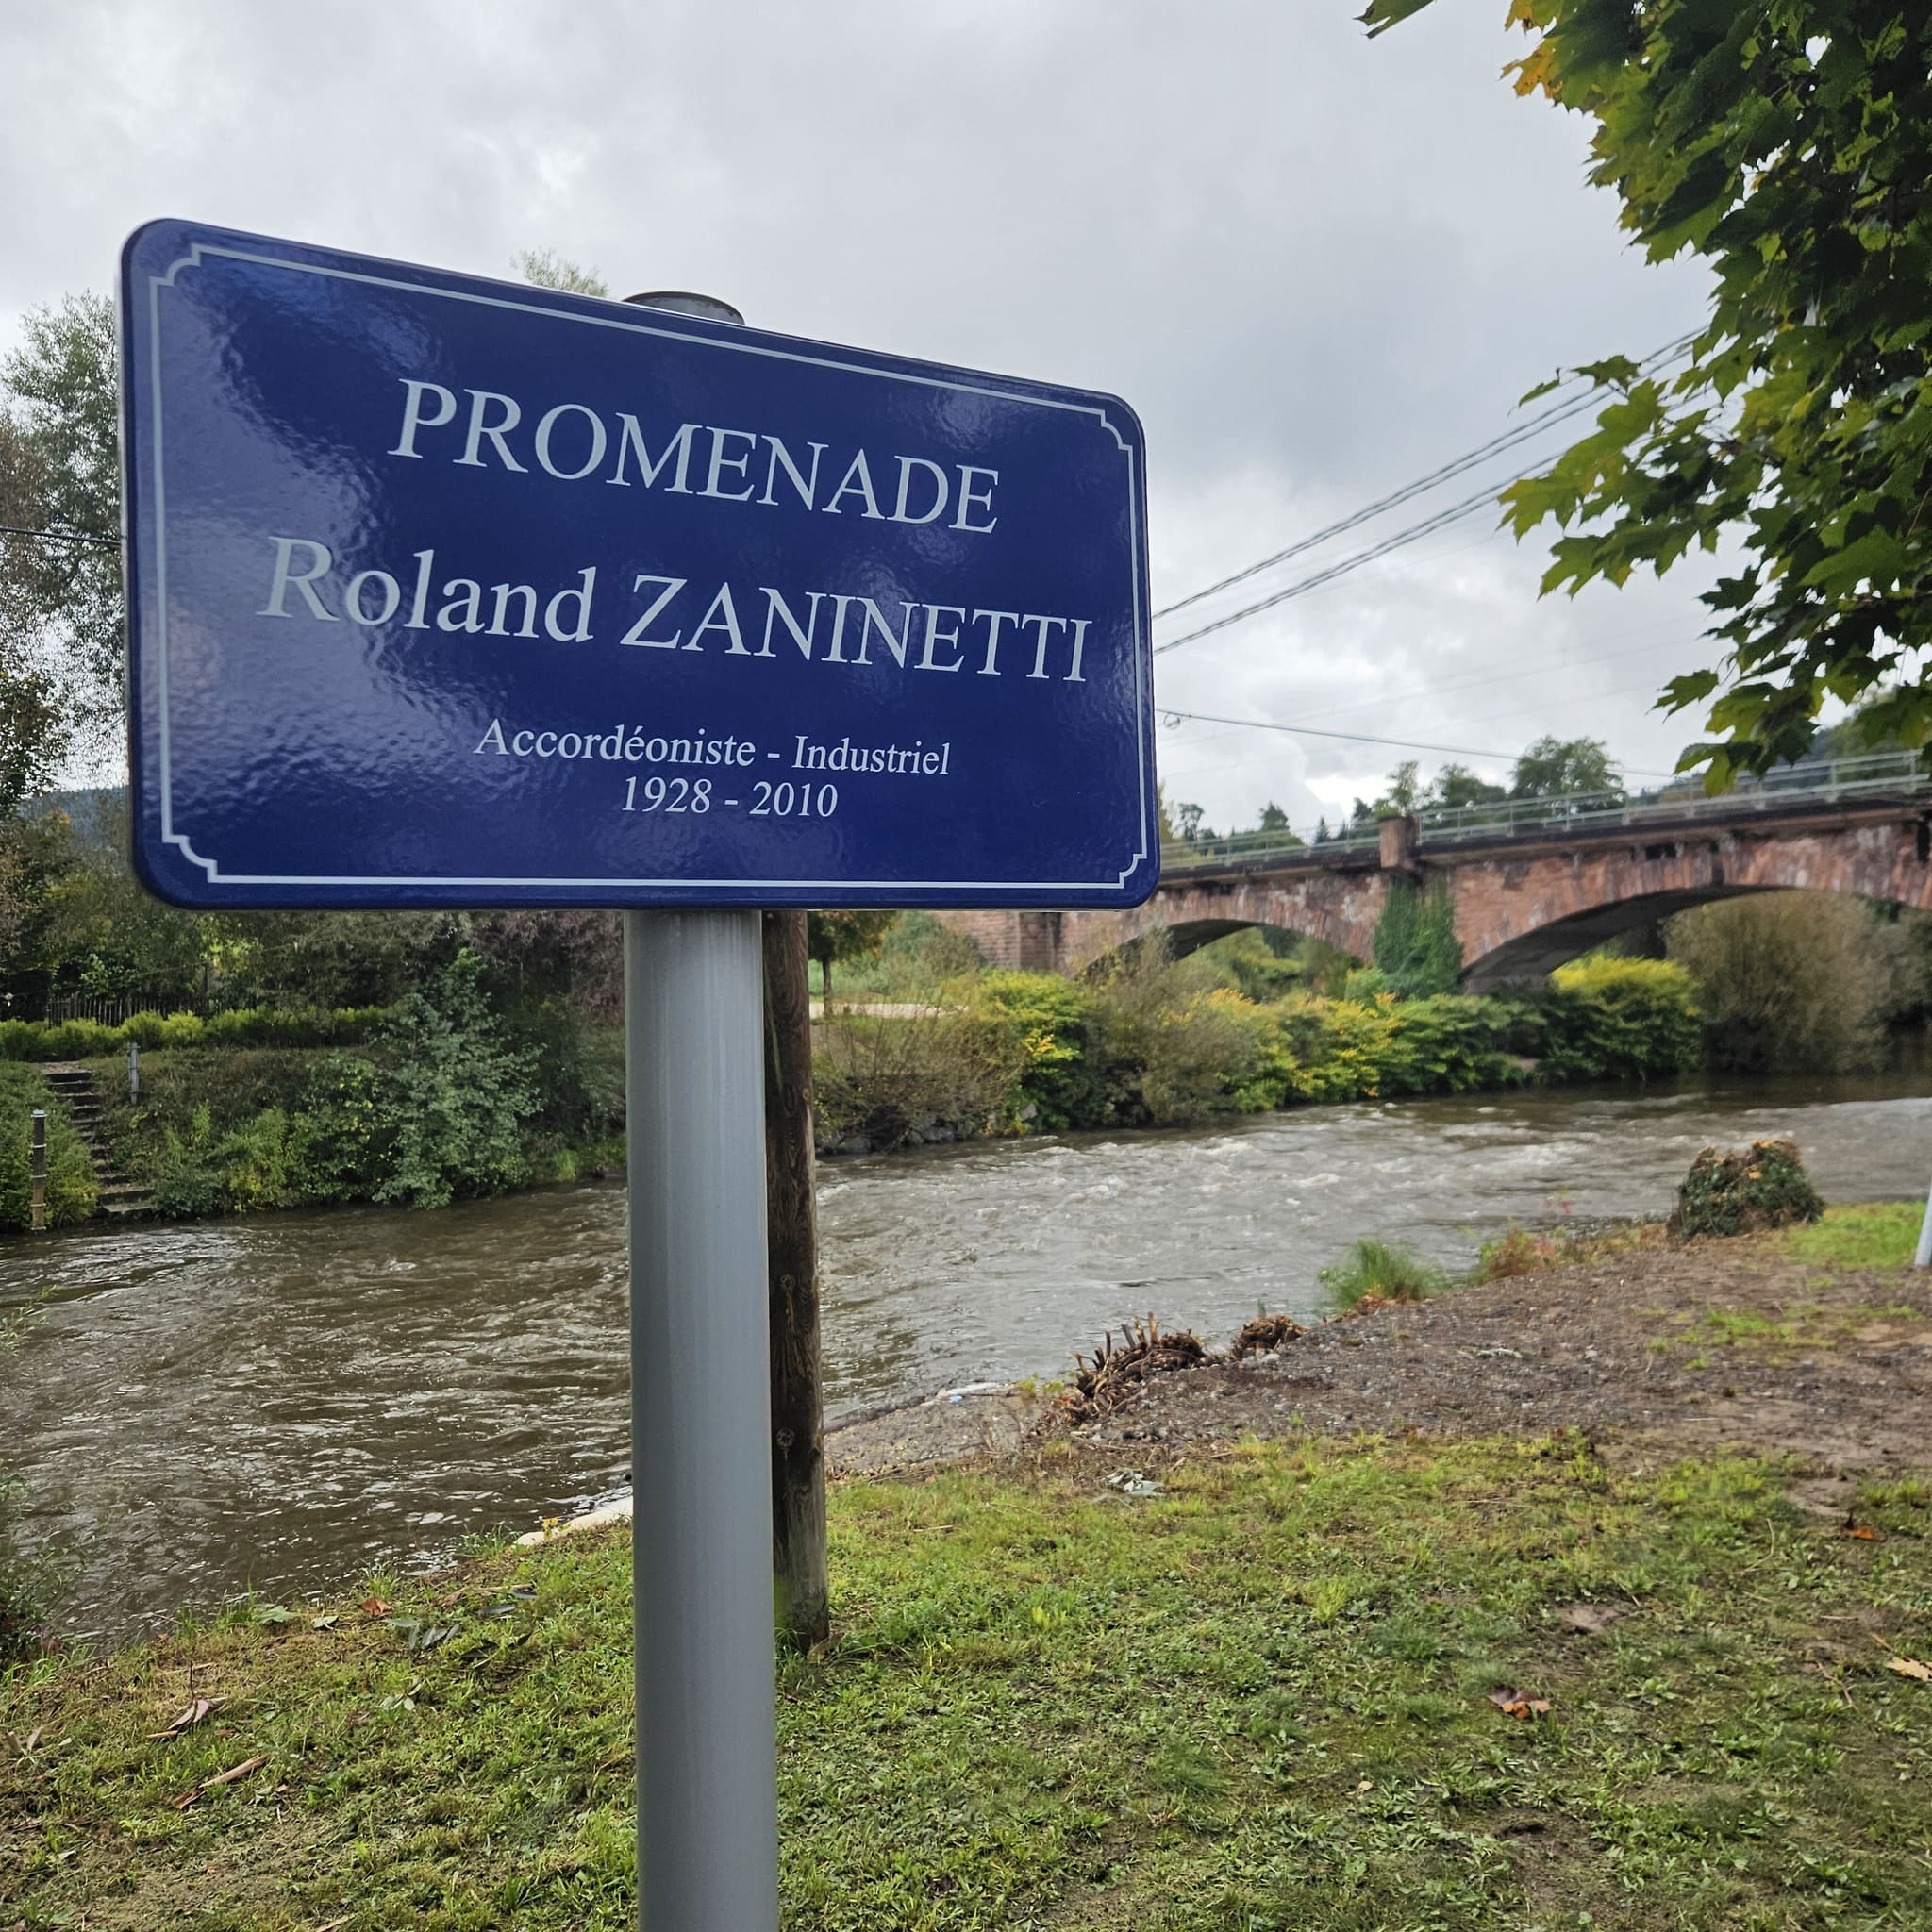 PROMENADE
Roland ZANINETTI
Accordéoniste - Industriel
1928 - 2010